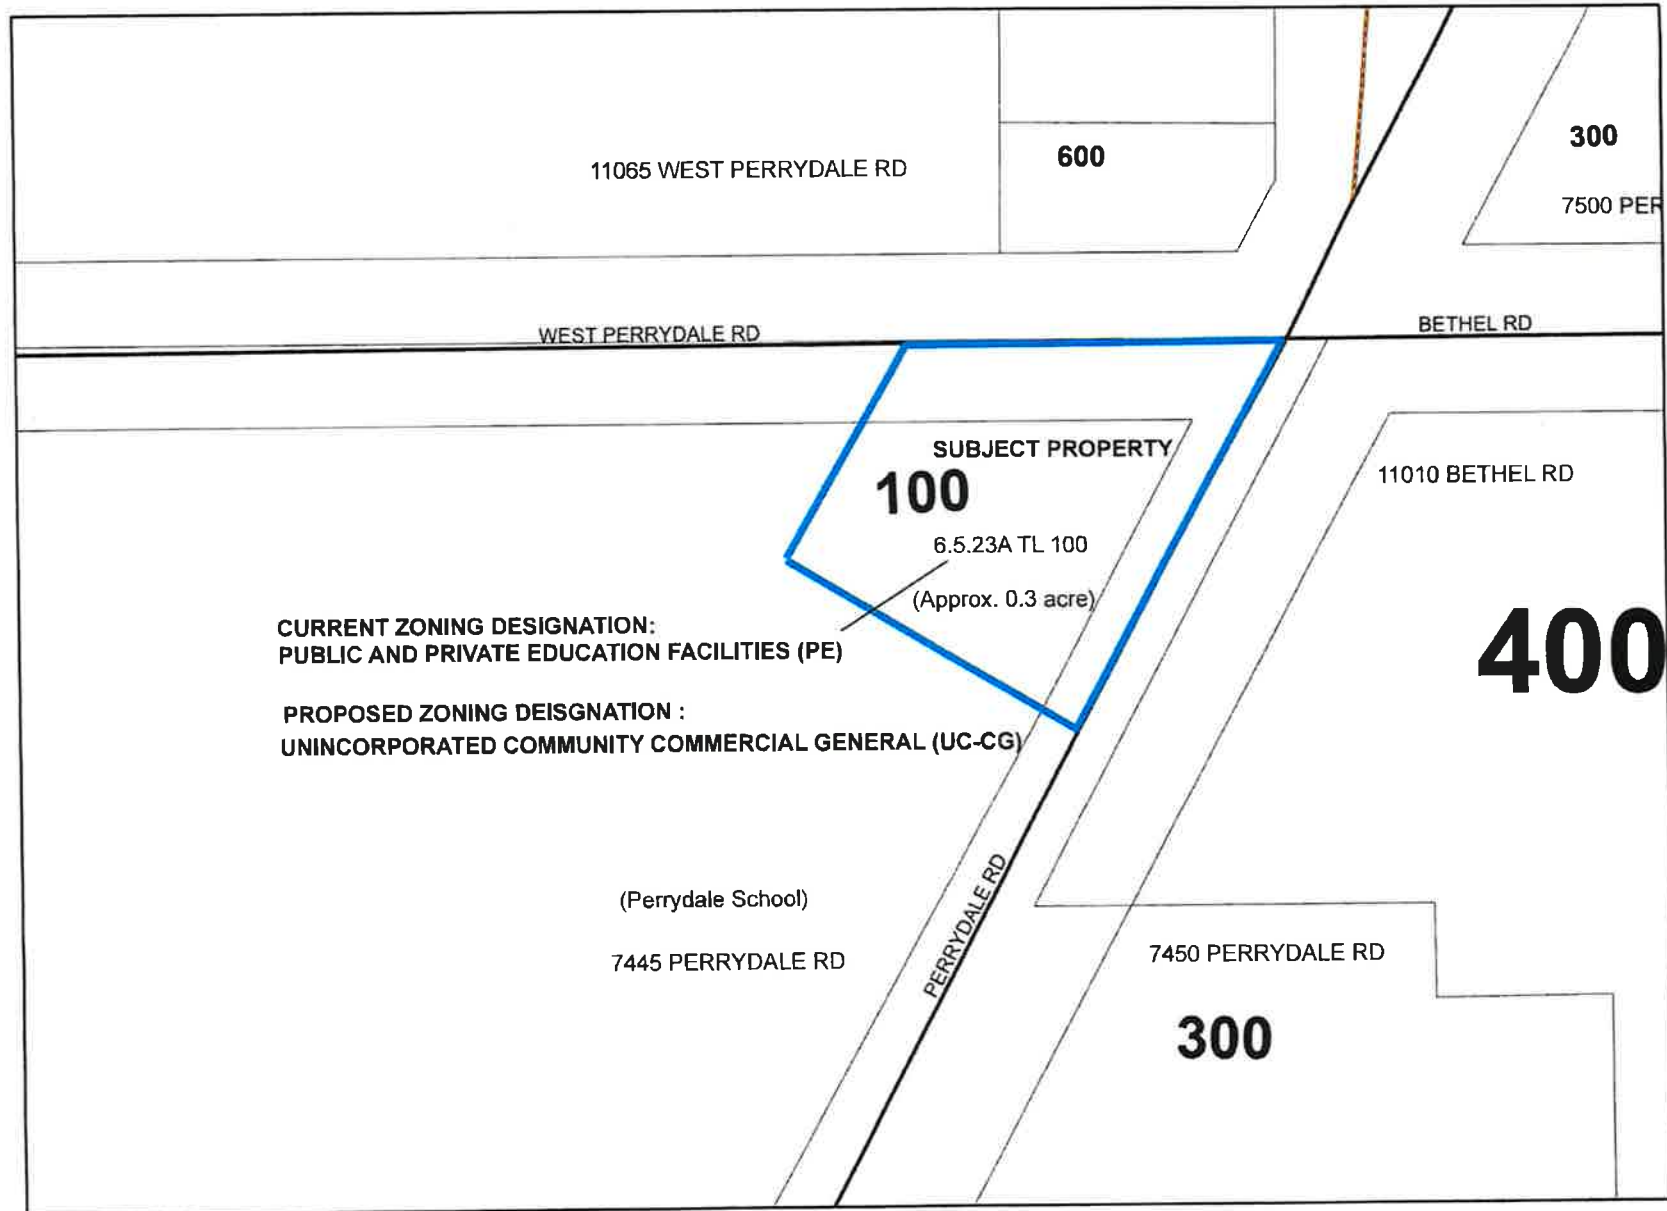 11065 WEST PERRYDALE RD
600
300
7500 PER
WEST PERRYDALE RD
BETHEL RD
SUBJECT PROPERTY
100
6.5.23A TL 100
(Approx. 0.3 acre)
11010 BETHEL RD
400
CURRENT ZONING DESIGNATION:
PUBLIC AND PRIVATE EDUCATION FACILITIES (PE)
PROPOSED ZONING DEISGNATION :
UNINCORPORATED COMMUNITY COMMERCIAL GENERAL (UC-CG)
(Perrydale School)
7445 PERRYDALE RD
PERRYDALE RD
7450 PERRYDALE RD
300